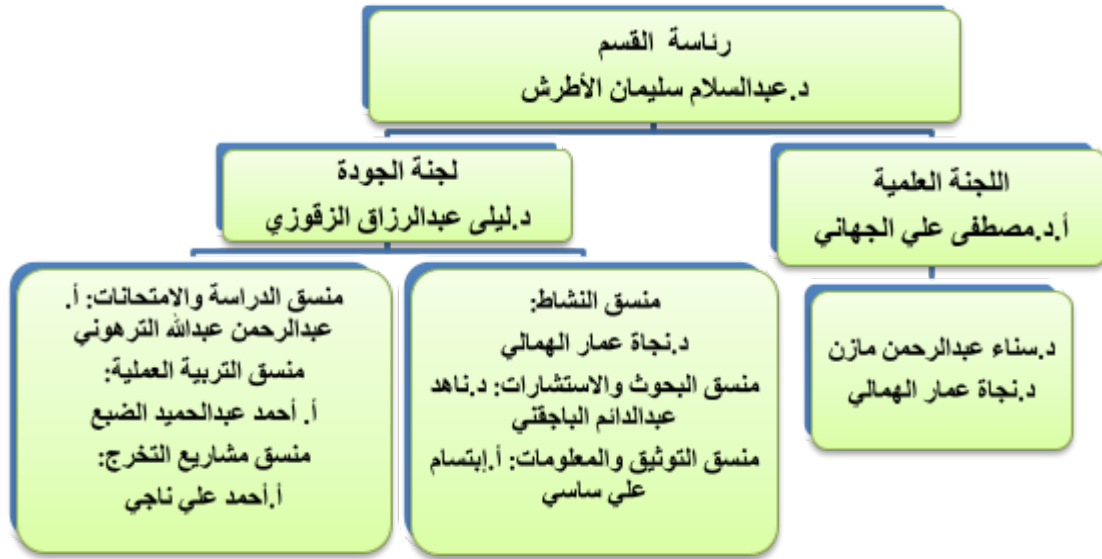 رئاسة القسم
د.عبدالسلام سليمان الأطرش
اللجنة العلمية
أ.د.مصطفى علي الجهاني
لجنة الجودة
د.ليلى عبدالرزاق الزقوزي
د.سناء عبدالرحمن مازن
د.نجاة عمار الهمالي
منسق النشاط:
د.نجاة عمار الهمالي
منسق البحوث والاستشارات: د.ناهد
عبدالدائم الباجقني
منسق التوثيق والمعلومات: أ.إبتسام
علي ساسي
منسق الدراسة والامتحانات: أ.
عبدالرحمن عبدالله الترهوني
منسق التربية العملية:
أ. أحمد عبدالحميد الضبع
منسق مشاريع التخرج:
أ.أحمد علي ناجي